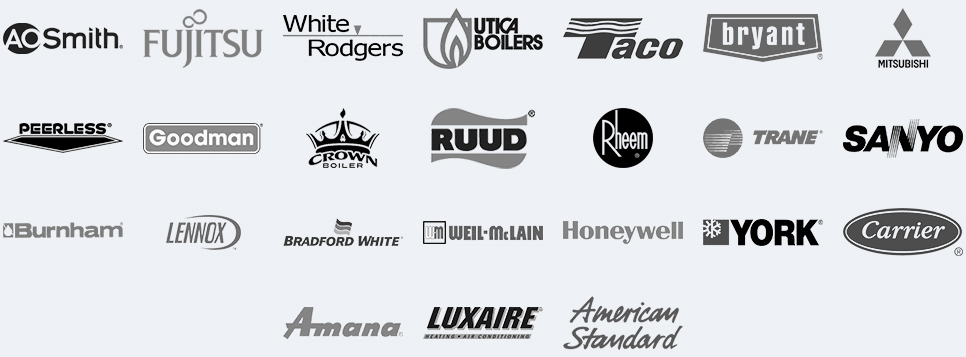 AO Smith®
FUJITSU
White
Rodgers
UTICA
BOILERS
Taco
bryant
®
MITSUBISHI
PEERLESS®
Goodman®
CROWN
BOILER
RUUD®
Rheem®
TRANE®
SANYO
Burnham®
LENNOX
BRADFORD WHITE
WM WEIL-McLAIN
Honeywell
YORK®
Carrier
®
Amana®
LUXAIRE®
HEATING • AIR CONDITIONING
American
Standard